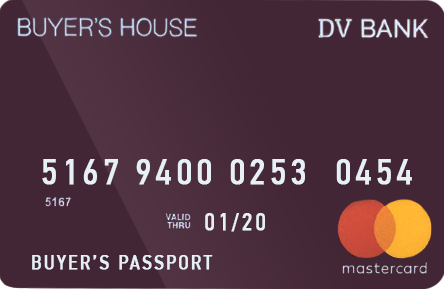 BUYER'S HOUSE DV BANK
5167 9400 0253 0454
5167
VALID THRU 01/20
BUYER'S PASSPORT
mastercard